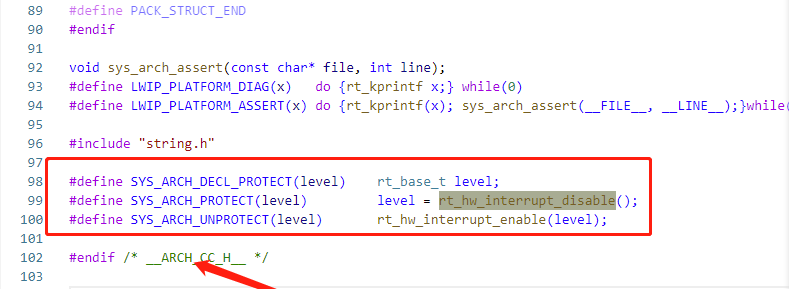 89 #define PACK_STRUCT_END
90 #endif
91
92 void sys_arch_assert(const char* file, int line);
93 #define LWIP_PLATFORM_DIAG(x)   do {rt_kprintf x;} while(0)
94 #define LWIP_PLATFORM_ASSERT(x) do {rt_kprintf(x); sys_arch_assert(__FILE__, __LINE__);}while(
95
96 #include "string.h"
97
98 #define SYS_ARCH_DECL_PROTECT(level)    rt_base_t level;
99 #define SYS_ARCH_PROTECT(level)         level = rt_hw_interrupt_disable();
100 #define SYS_ARCH_UNPROTECT(level)       rt_hw_interrupt_enable(level);
101
102 #endif /* __ARCH_CC_H__ */
103